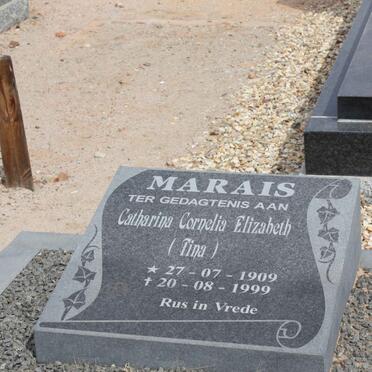 MARAIS
TER GEDAGTENIS AAN
Catharina Cornelia Elizabeth
( Tina )
★ 27 - 07 - 1909
† 20 - 08 - 1999
Rus in Vrede